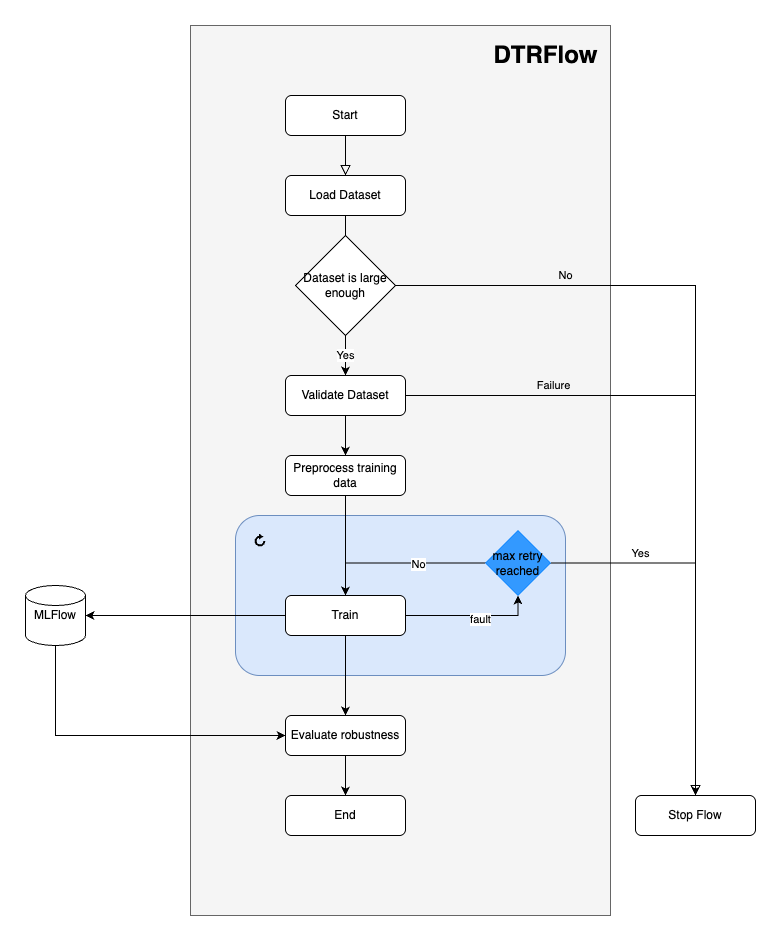 DTRFlow
Start
Load Dataset
Dataset is large
enough
No
Yes
Validate Dataset
Failure
Preprocess training
data
max retry
reached
No
Yes
MLFlow
Train
fault
Evaluate robustness
End
Stop Flow